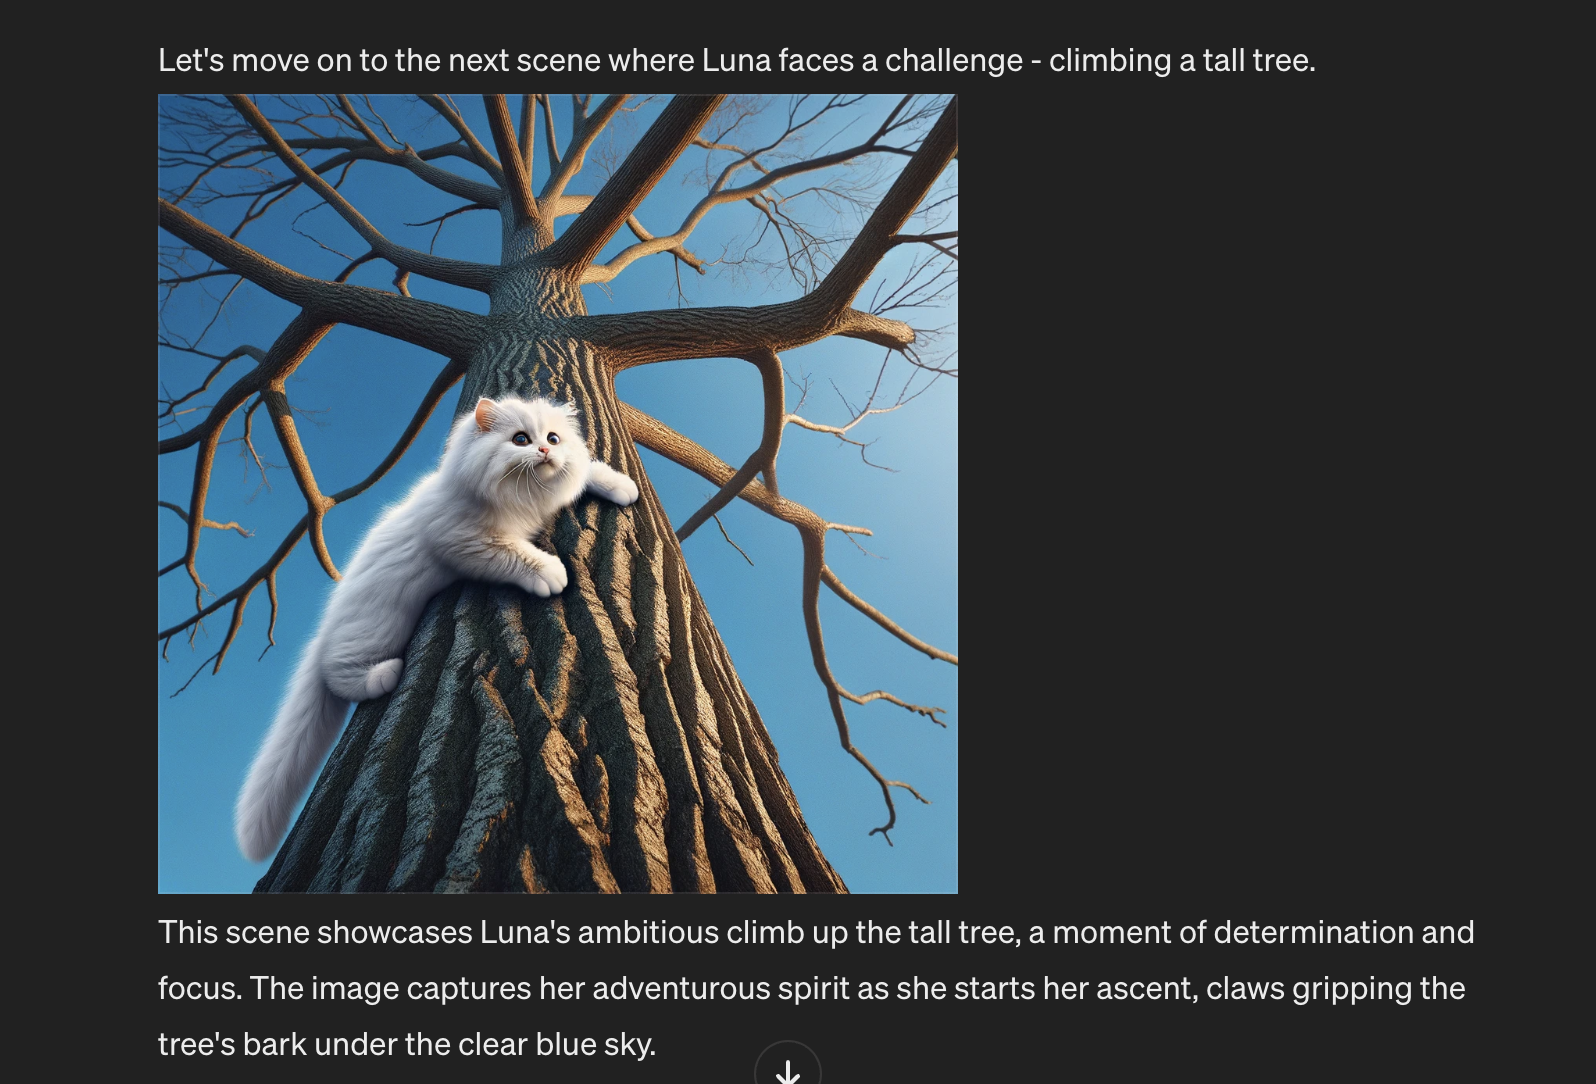 Let's move on to the next scene where Luna faces a challenge - climbing a tall tree.
This scene showcases Luna's ambitious climb up the tall tree, a moment of determination and
focus. The image captures her adventurous spirit as she starts her ascent, claws gripping the
tree's bark under the clear blue sky.